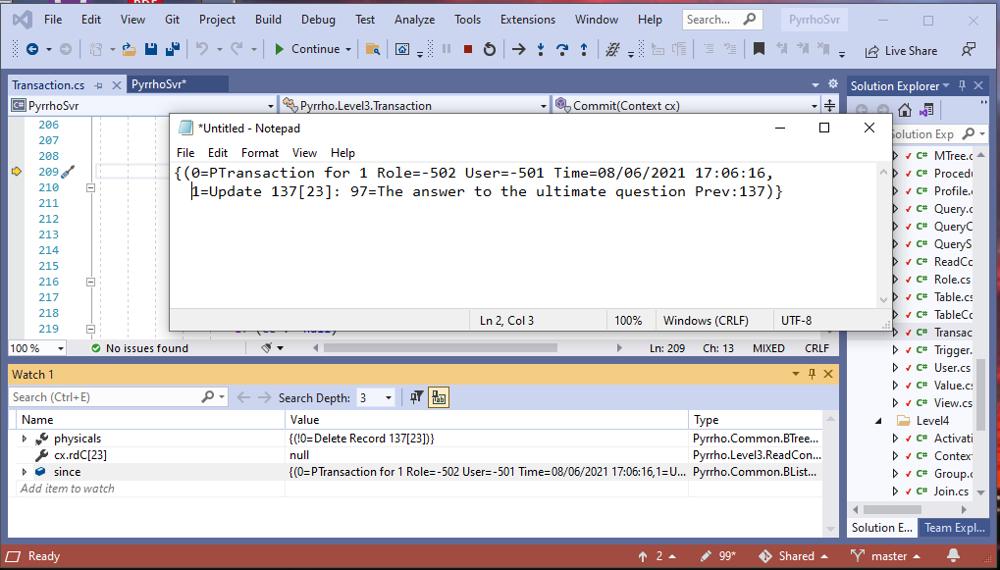 File Edit View Git Project Build Debug Test Analyze Tools Extensions Window Help Search... PyrrhoSvr
Continue Live Share
Transaction.cs PyrrhoSvr*
Solution Explorer
C# PyrrhoSvr Pyrrho.Level3.Transaction Commit(Context cx)
206
207
208
209
210
211
212
213
214
215
216
217
218
219
*Untitled - Notepad
File Edit Format View Help
{(0=PTransaction for 1 Role=-502 User=-501 Time=08/06/2021 17:06:16,
1=Update 137[23]: 97=The answer to the ultimate question Prev:137)}
Ln 2, Col 3 100% Windows (CRLF) UTF-8
100 % No issues found Ln: 209 Ch: 13 MIXED CRLF
Solution Exp
C# MTree.c
C# Procedu
C# Profile.
C# Query.c
C# QueryC
C# QueryS
C# ReadCo
C# Role.cs
C# Table.cs
C# TableCo
C# Transac
C# Trigger.
C# User.cs
C# Value.cs
C# View.cs
Level4
C# Activati
C# Context
C# Group.c
C# Join.cs
Solution E... Team Expl...
Watch 1
Search (Ctrl+E) Search Depth: 3
Name Value Type
physicals {(!0=Delete Record 137[23])} Pyrrho.Common.BTree...
cx.rdC[23] null Pyrrho.Level3.ReadCon...
since {(0=PTransaction for 1 Role=-502 User=-501 Time=08/06/2021 17:06:16,1=U... Pyrrho.Common.BList...
Add item to watch
Ready 2 99* Shared master